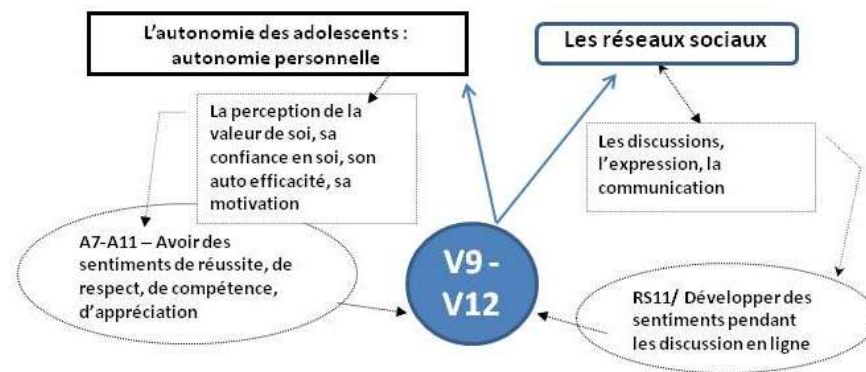 L'autonomie des adolescents :
autonomie personnelle
Les réseaux sociaux
La perception de la
valeur de soi, sa
confiance en soi, son
auto efficacité, sa
motivation
Les discussions,
l'expression, la
communication
A7-A11 – Avoir des
sentiments de réussite, de
respect, de compétence,
d'appréciation
V9 -
V12
RS11/ Développer des
sentiments pendant
les discussion en ligne